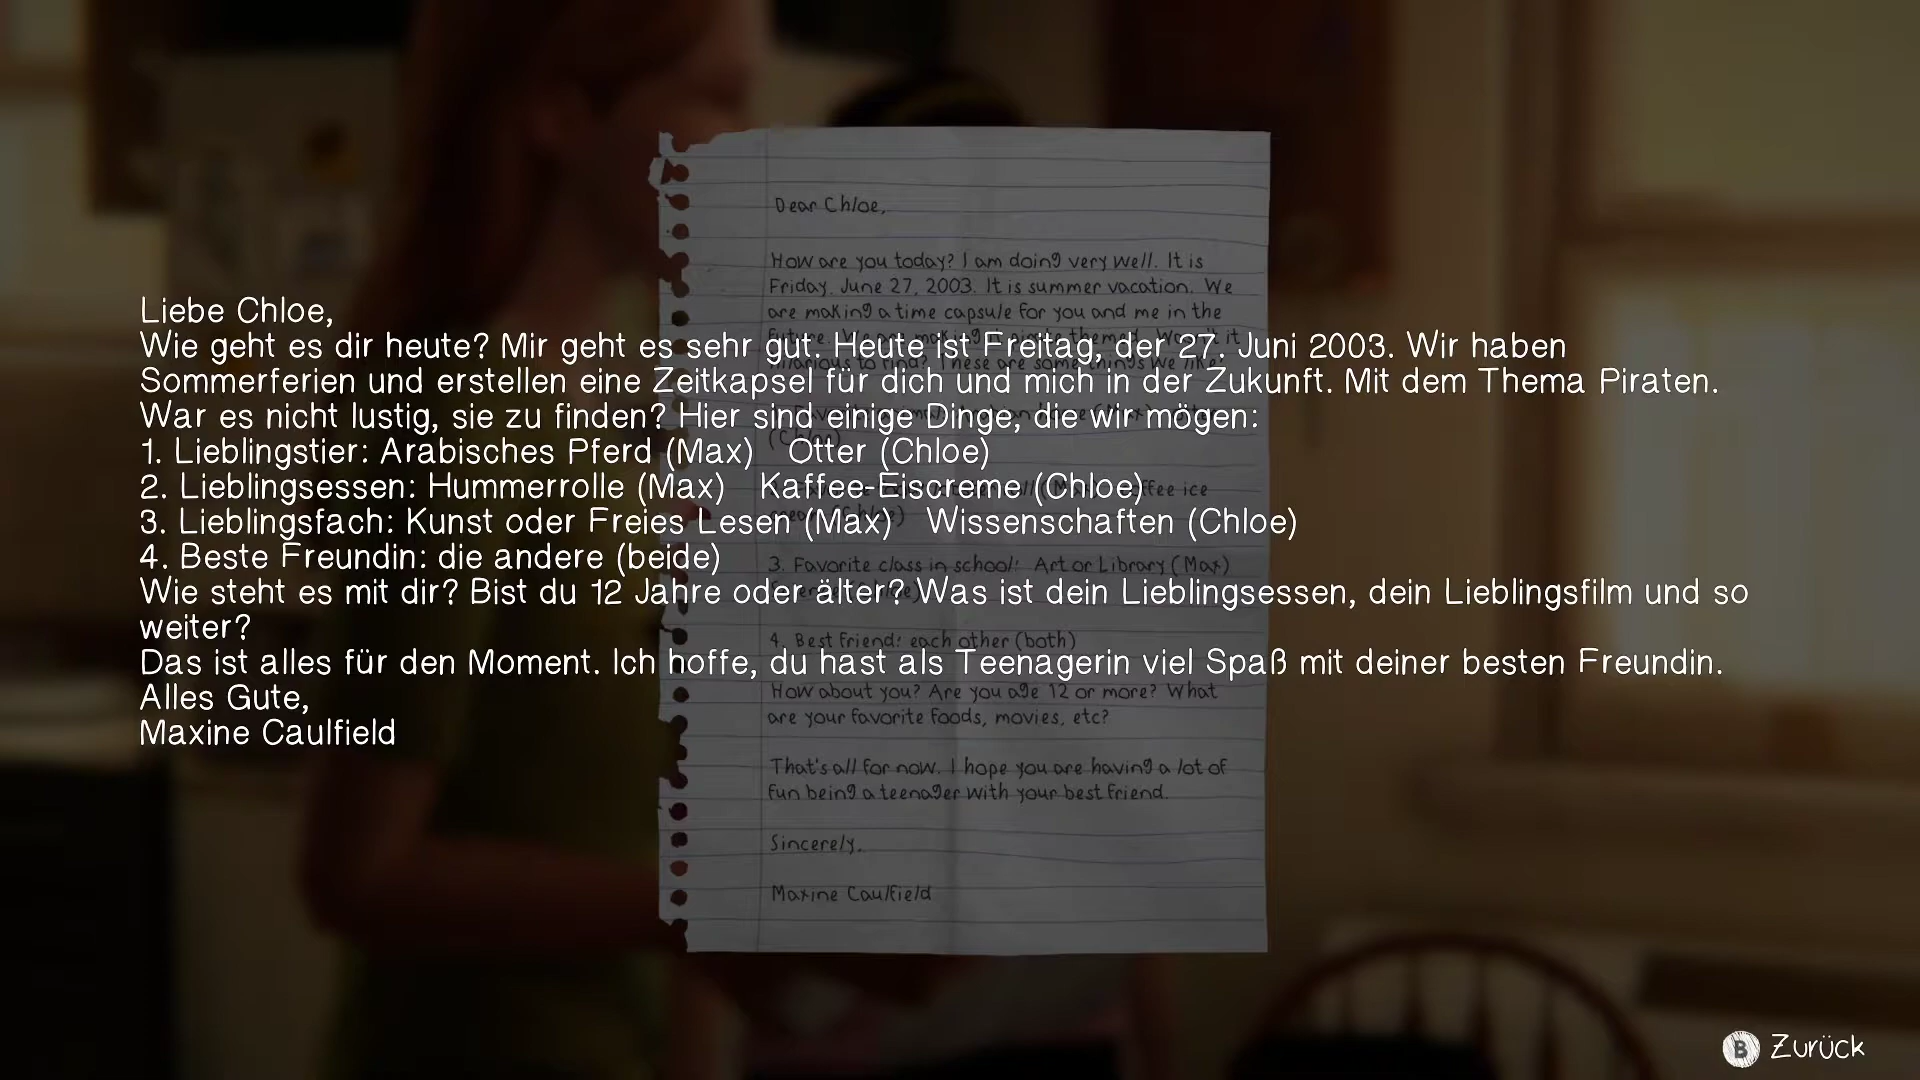 Liebe Chloe,
Wie geht es dir heute? Mir geht es sehr gut. Heute ist Freitag, der 27. Juni 2003. Wir haben
Sommerferien und erstellen eine Zeitkapsel für dich und mich in der Zukunft. Mit dem Thema Piraten.
War es nicht lustig, sie zu finden? Hier sind einige Dinge, die wir mögen:
1. Lieblingstier: Arabisches Pferd (Max) Otter (Chloe)
2. Lieblingsessen: Hummerrolle (Max) Kaffee-Eiscreme (Chloe)
3. Lieblingsfach: Kunst oder Freies Lesen (Max) Wissenschaften (Chloe)
4. Beste Freundin: die andere (beide)
Wie steht es mit dir? Bist du 12 Jahre oder älter? Was ist dein Lieblingsessen, dein Lieblingsfilm und so
weiter?
Das ist alles für den Moment. Ich hoffe, du hast als Teenagerin viel Spaß mit deiner besten Freundin.
Alles Gute,
Maxine Caulfield
Dear Chloe,
How are you today? I am doing very well. It is
Friday. June 27, 2003. It is summer vacation. We
are making a time capsule for you and me in the
(Chloe)
ice
3. Favorite class in school: Art or Library (Max)
4. Best friend: each other (both)
How about you? Are you age 12 or more? What
are your favorite foods, movies, etc?
That's all for now. I hope you are having a lot of
fun being a teenager with your best friend.
Sincerely,
Maxine Caulfield
B Zurück